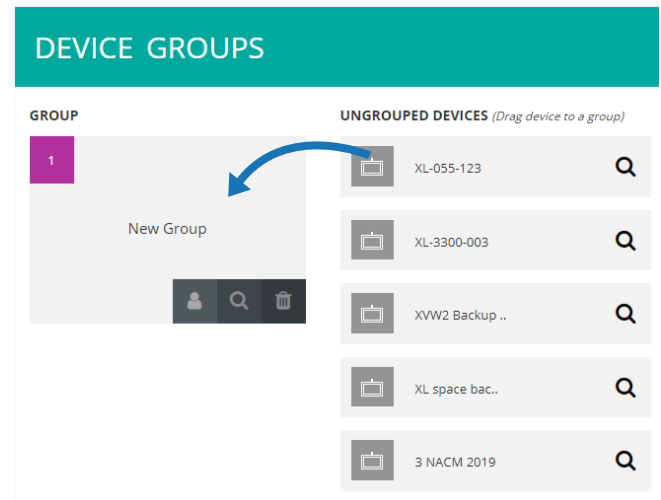 DEVICE GROUPS
GROUP
1
New Group
UNGROUPED DEVICES (Drag device to a group)
XL-055-123
XL-3300-003
XVW2 Backup ..
XL space bac..
3 NACM 2019